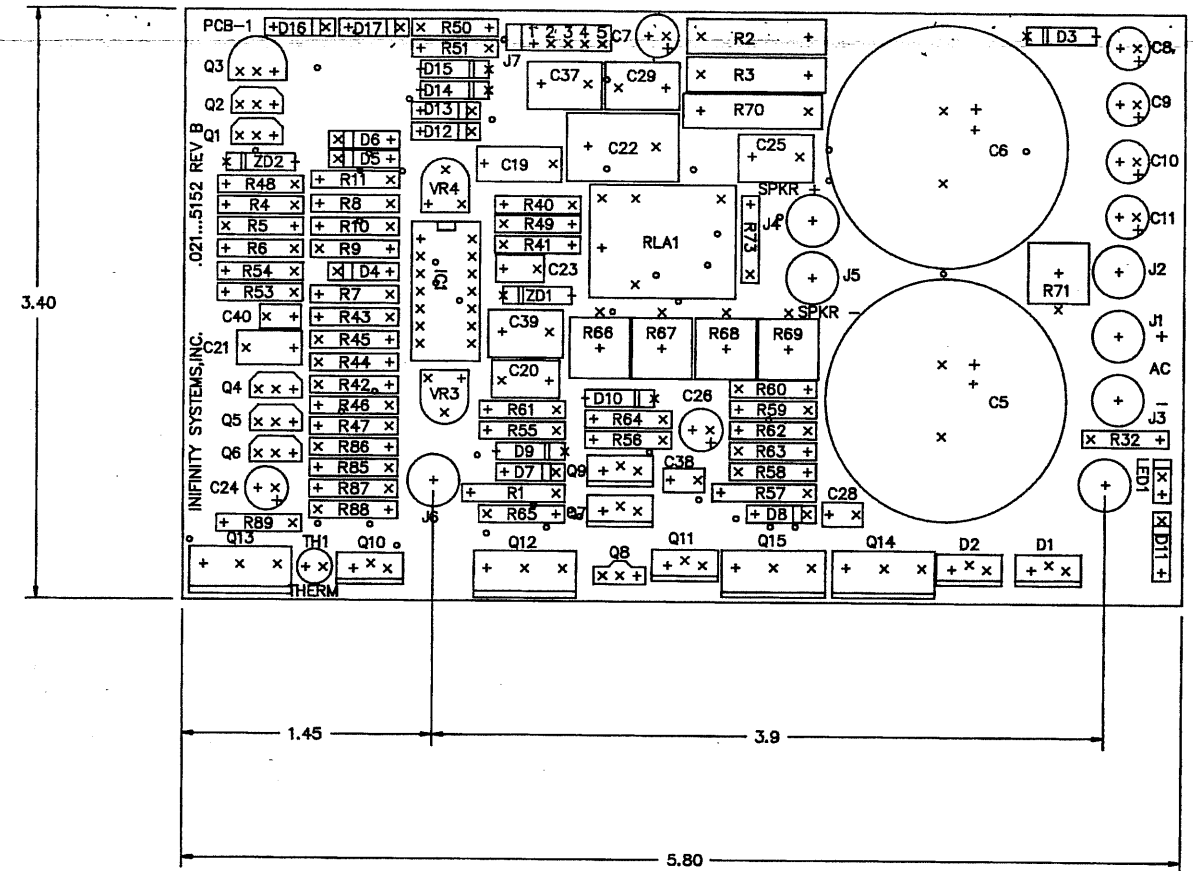 PCB-1 D16 D17 R50 1 2 3 4 5 C7 R2 D3 C8
R51 J7
Q3 D15 C37 C29 R3
D14
Q2 D13 R70 C9
Q1 D12
D6 C22 C25 C6
ZD2 D5 C19 C10
R48 R11 VR4 SPKR +
R4 R8 R40 C11
R5 R10 R49 RLA1 R73 J4
R6 R9 IC1 R41
R54 D4 C23 J5 J2
R53 R7 ZD1 R71
3.40
C40 R43 C39 R66 R67 R68 R69 SPKR - J1 +
C21 R45
R44 C20 AC
Q4 R42 VR3 D10 C26 R60 C5 -
R46 R61 R64 R59 J3
Q5 R47 R55 R56 R62 R32
Q6 R86 D9 R63
R85 D7 Q9 C38 R58 LED1
C24 R87 R1 R57 C28
R88 J6 R65 Q7 D8
R89 D11
Q13 TH1 Q10 Q12 Q8 Q11 Q15 Q14 D2 D1
THERM
.021...5152 REV B
INIFINITY SYSTEMS,INC.
1.45 3.9
5.80